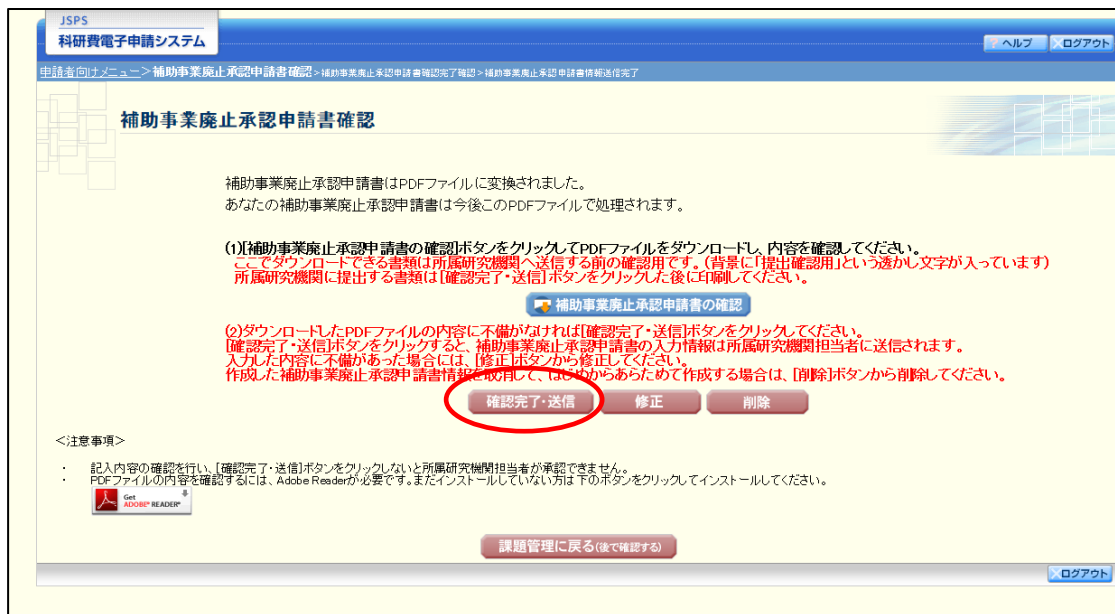 JSPS
科研費電子申請システム
? ヘルプ ×ログアウト
申請者向けメニュー>補助事業廃止承認申請書確認>補助事業廃止承認申請書確認完了確認>補助事業廃止承認申請書情報送信完了
補助事業廃止承認申請書確認
補助事業廃止承認申請書はPDFファイルに変換されました。
あなたの補助事業廃止承認申請書は今後このPDFファイルで処理されます。
(1)[補助事業廃止承認申請書の確認]ボタンをクリックしてPDFファイルをダウンロードし、内容を確認してください。
ここでダウンロードできる書類は所属研究機関へ送信する前の確認用です。(背景に「提出確認用」という透かし文字が入っています)
所属研究機関に提出する書類は[確認完了・送信]ボタンをクリックした後に印刷してください。
補助事業廃止承認申請書の確認
(2)ダウンロードしたPDFファイルの内容に不備がなければ[確認完了・送信]ボタンをクリックしてください。
[確認完了・送信]ボタンをクリックすると、補助事業廃止承認申請書の入力情報は所属研究機関担当者に送信されます。
入力した内容に不備があった場合には、[修正]ボタンから修正してください。
作成した補助事業廃止承認申請書情報を取消して、はじめからあらためて作成する場合は、[削除]ボタンから削除してください。
確認完了・送信 修正 削除
<注意事項>
・ 記入内容の確認を行い、[確認完了・送信]ボタンをクリックしないと所属研究機関担当者が承認できません。
・ PDFファイルの内容を確認するには、Adobe Readerが必要です。まだインストールしていない方は下のボタンをクリックしてインストールしてください。
Get
ADOBE® READER®
課題管理に戻る(後で確認する)
×ログアウト